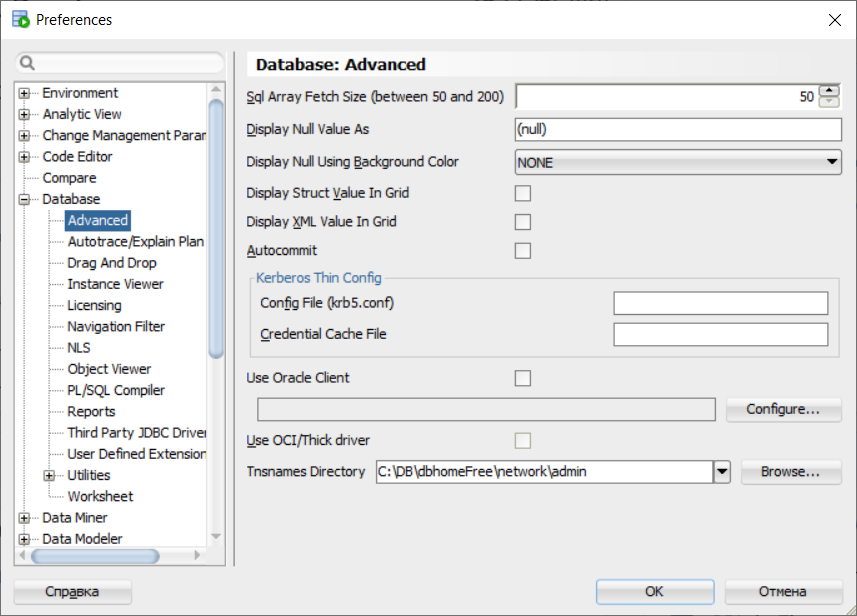 Preferences
Database: Advanced
Environment
Analytic View
Change Management Parar
Code Editor
Compare
Database
Advanced
Autotrace/Explain Plan
Drag And Drop
Instance Viewer
Licensing
Navigation Filter
NLS
Object Viewer
PL/SQL Compiler
Reports
Third Party JDBC Driver
User Defined Extension
Utilities
Worksheet
Data Miner
Data Modeler
Sql Array Fetch Size (between 50 and 200) 50
Display Null Value As (null)
Display Null Using Background Color NONE
Display Struct Value In Grid
Display XML Value In Grid
Autocommit
Kerberos Thin Config
Config File (krb5.conf)
Credential Cache File
Use Oracle Client
Configure...
Use OCI/Thick driver
Tnsnames Directory C:\DB\dbhomeFree\network\admin Browse...
Справка OK Отмена